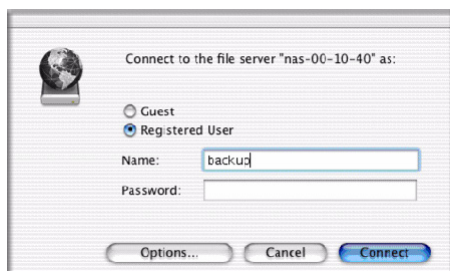 Connect to the file server "nas-00-10-40" as:
Guest
Registered User
Name: backup
Password:
Options... Cancel Connect